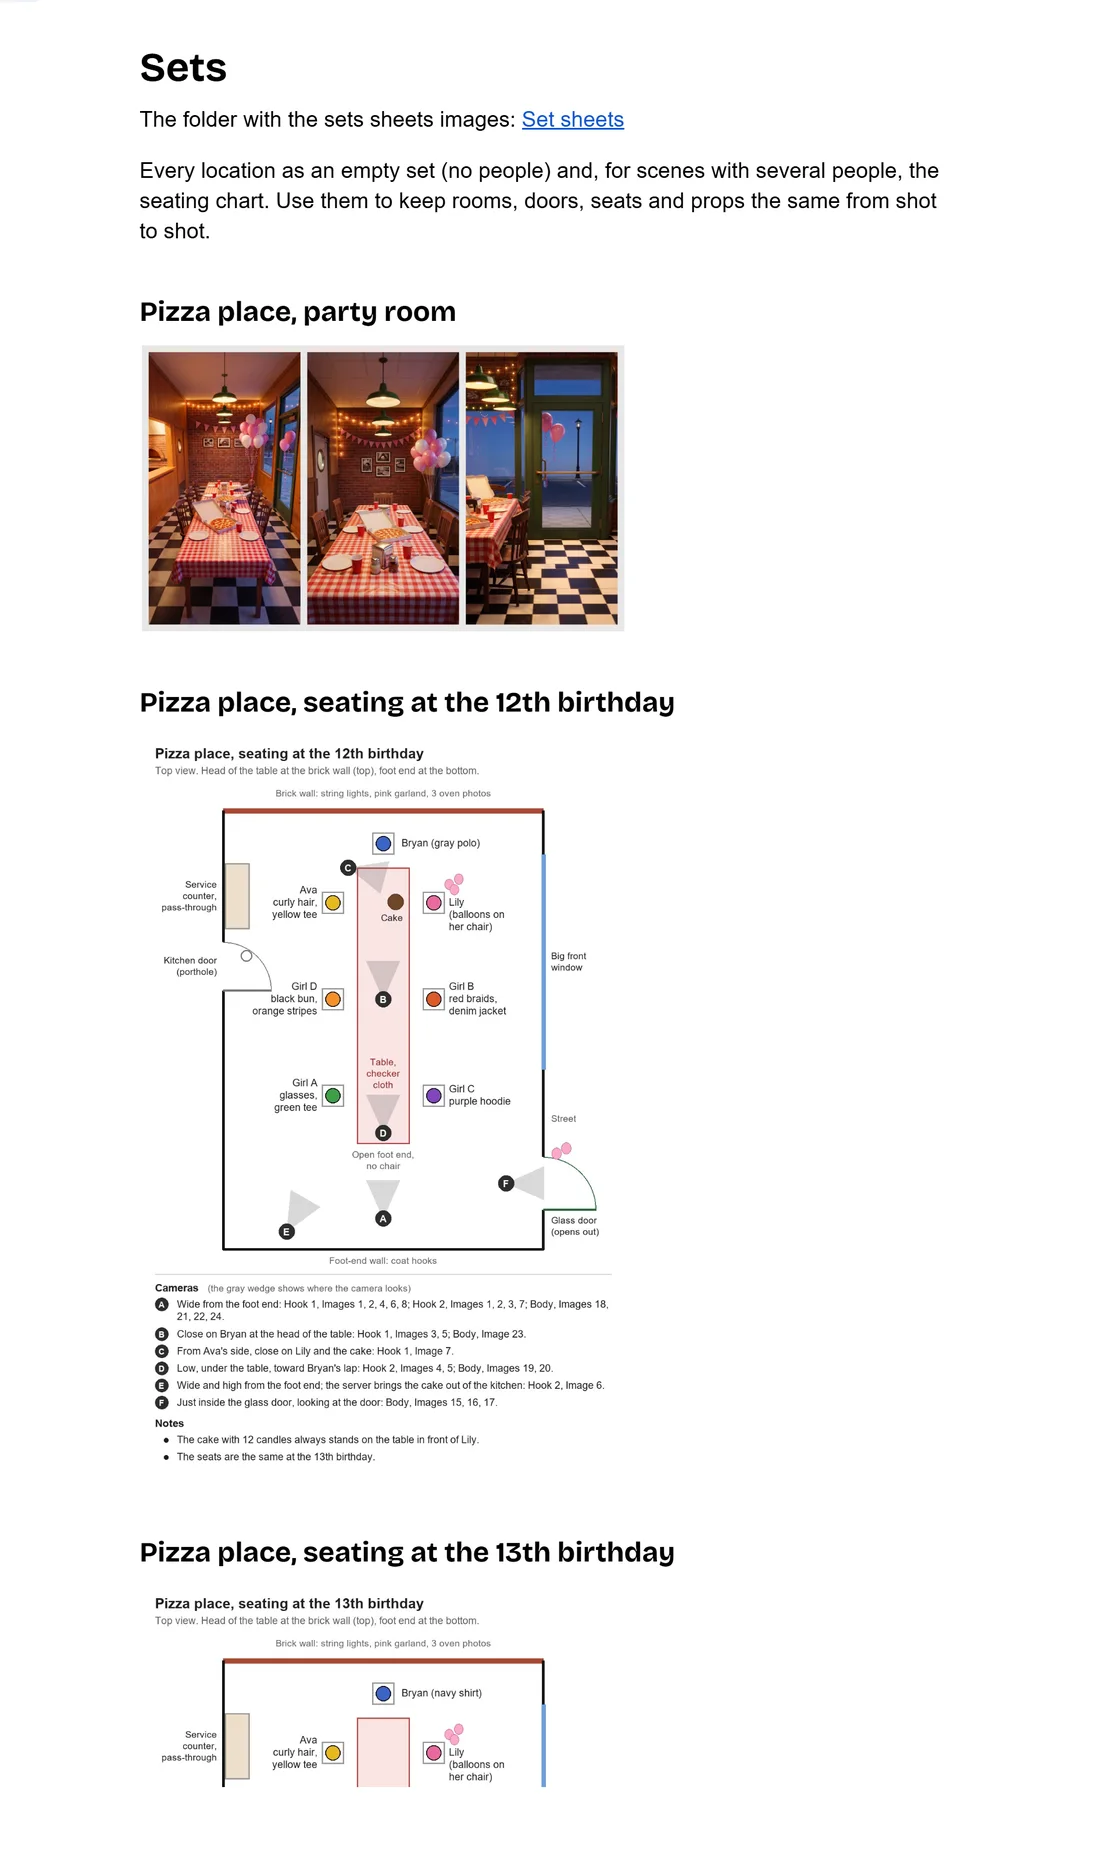 Sets
The folder with the sets sheets images: Set sheets
Every location as an empty set (no people) and, for scenes with several people, the
seating chart. Use them to keep rooms, doors, seats and props the same from shot
to shot.
Pizza place, party room
Pizza place, seating at the 12th birthday
Pizza place, seating at the 12th birthday
Top view. Head of the table at the brick wall (top), foot end at the bottom.
Brick wall: string lights, pink garland, 3 oven photos
Bryan (gray polo)
C
Service
counter,
pass-through
Ava
curly hair,
yellow tee
Cake
Lily
(balloons on
her chair)
Kitchen door
(porthole)
Big front
window
Girl D
black bun,
orange stripes
B
Girl B
red braids,
denim jacket
Table,
checker
cloth
Girl A
glasses,
green tee
Girl C
purple hoodie
D
Street
Open foot end,
no chair
F
A
E
Glass door
(opens out)
Foot-end wall: coat hooks
Cameras (the gray wedge shows where the camera looks)
A Wide from the foot end: Hook 1, Images 1, 2, 4, 6, 8; Hook 2, Images 1, 2, 3, 7; Body, Images 18,
21, 22, 24.
B Close on Bryan at the head of the table: Hook 1, Images 3, 5; Body, Image 23.
C From Ava's side, close on Lily and the cake: Hook 1, Image 7.
D Low, under the table, toward Bryan's lap: Hook 2, Images 4, 5; Body, Images 19, 20.
E Wide and high from the foot end; the server brings the cake out of the kitchen: Hook 2, Image 6.
F Just inside the glass door, looking at the door: Body, Images 15, 16, 17.
Notes
● The cake with 12 candles always stands on the table in front of Lily.
● The seats are the same at the 13th birthday.
Pizza place, seating at the 13th birthday
Pizza place, seating at the 13th birthday
Top view. Head of the table at the brick wall (top), foot end at the bottom.
Brick wall: string lights, pink garland, 3 oven photos
Bryan (navy shirt)
Service
counter,
pass-through
Ava
curly hair,
yellow tee
Lily
(balloons on
her chair)